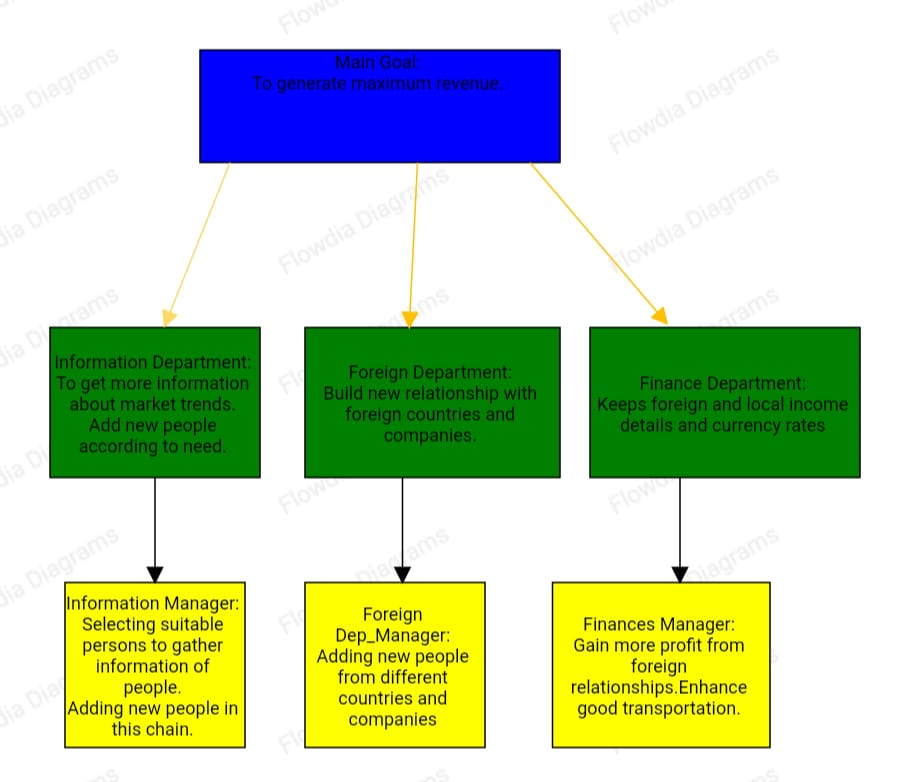 Main Goal:
To generate maximum revenue.
Information Department:
To get more information
about market trends.
Add new people
according to need.
Foreign Department:
Build new relationship with
foreign countries and
companies.
Finance Department:
Keeps foreign and local income
details and currency rates
Information Manager:
Selecting suitable
persons to gather
information of
people.
Adding new people in
this chain.
Foreign
Dep_Manager:
Adding new people
from different
countries and
companies
Finances Manager:
Gain more profit from
foreign
relationships.Enhance
good transportation.
Flowdia Diagrams